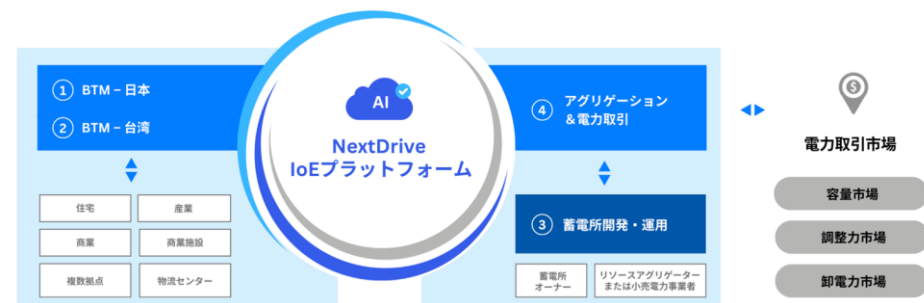 ① BTM – 日本
② BTM – 台湾
住宅
産業
商業
商業施設
複数拠点
物流センター
AI
NextDrive
IoEプラットフォーム
④ アグリゲーション
&電力取引
③ 蓄電所開発・運用
蓄電所
オーナー
リソースアグリゲーター
または小売電力事業者
$
電力取引市場
容量市場
調整力市場
卸電力市場